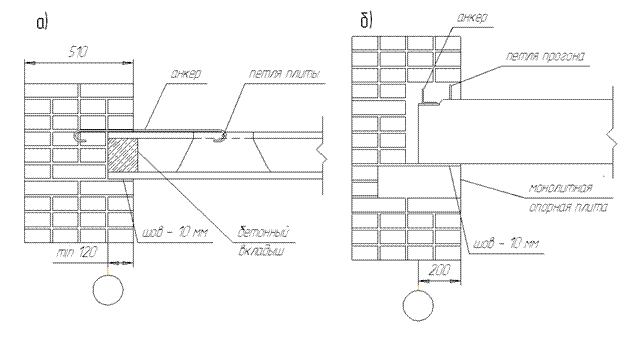 а)
510
анкер
петля плиты
шов - 10 мм
бетонный
вкладыш
min 120
б)
анкер
петля прогона
монолитная
опорная плита
шов - 10 мм
200